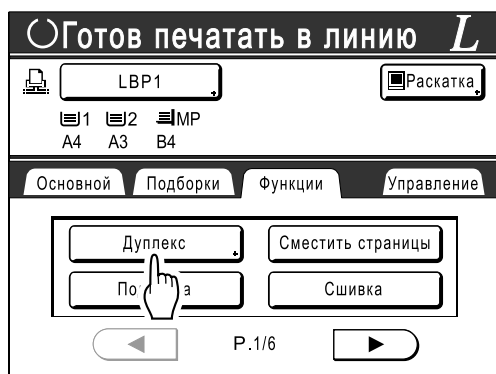 Готов печатать в линию L
LBP1 Раскатка
1 2 MP
A4 A3 B4
Основной Подборки Функции Управление
Дуплекс Сместить страницы
Сшивка
P.1/6